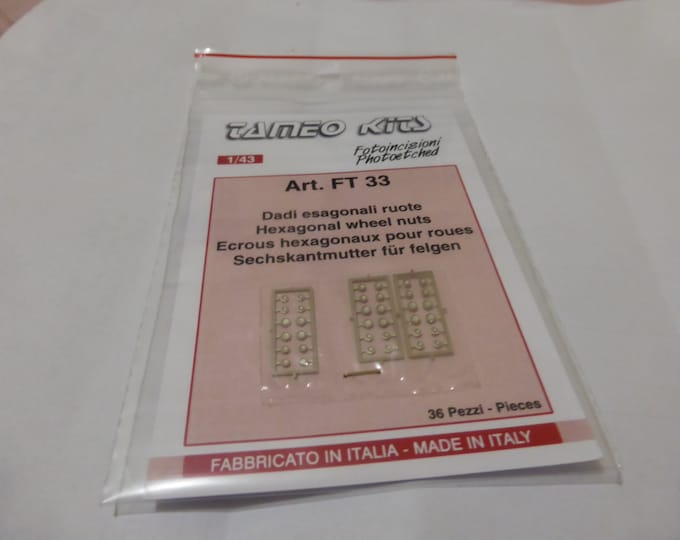 TAMEO KITS
Fotoincisioni
Photoetched
1/43
Art. FT 33
Dadi esagonali ruote
Hexagonal wheel nuts
Ecrous hexagonaux pour roues
Sechskantmutter für felgen
36 Pezzi - Pieces
FABBRICATO IN ITALIA - MADE IN ITALY